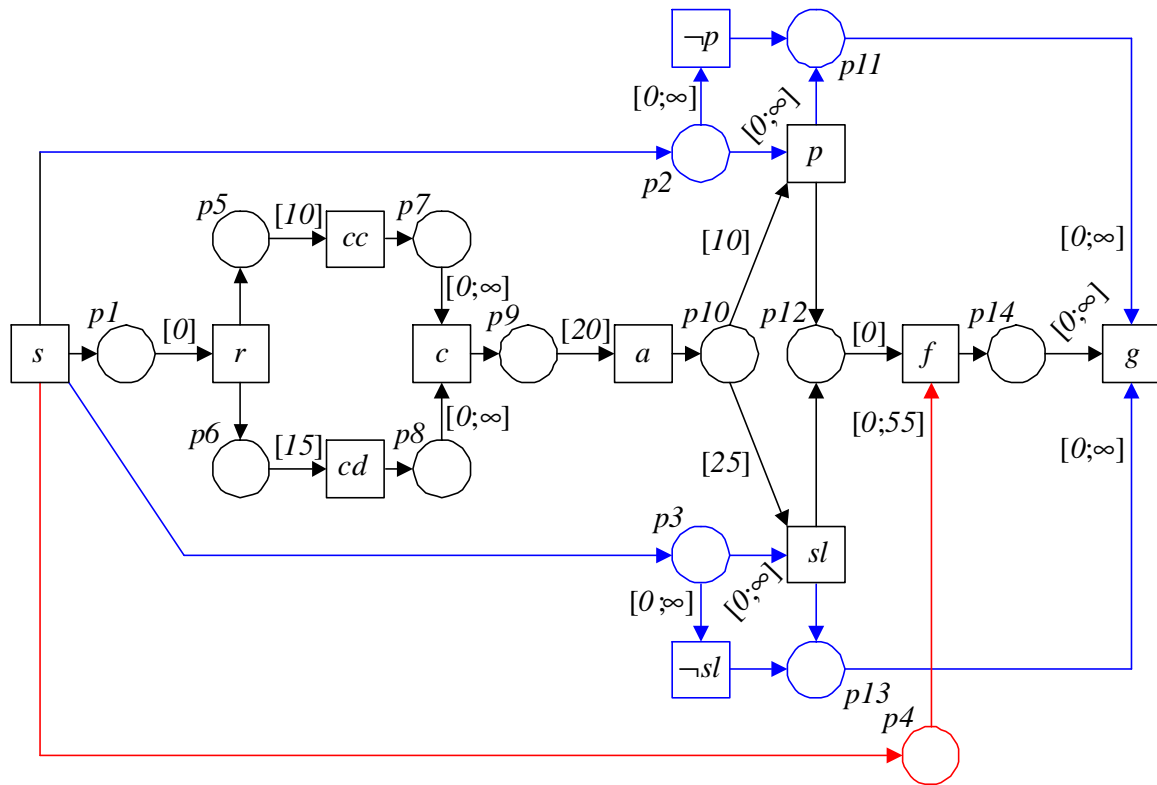 ¬p
p11
[0;∞]
[0;∞]
p
p2
p5
[10]
cc
p7
[10]
[0;∞]
[0;∞]
[0;∞]
p1
[0]
p9
[20]
p10
p12
[0]
p14
s
r
c
a
f
g
p6
[15]
cd
p8
[0;∞]
[25]
[0;55]
[0;∞]
p3
sl
[0;∞]
[0;∞]
¬sl
p13
p4